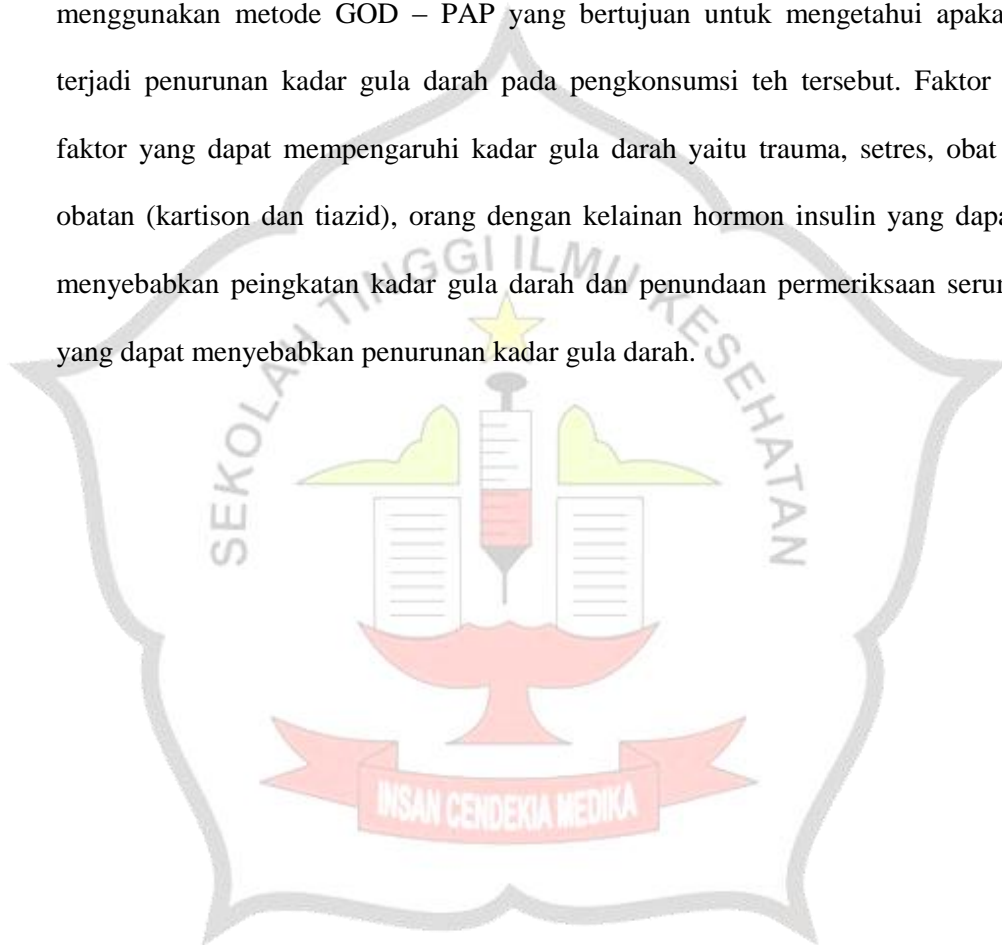 menggunakan metode GOD – PAP yang bertujuan untuk mengetahui apaka
terjadi penurunan kadar gula darah pada pengkonsumsi teh tersebut. Faktor
faktor yang dapat mempengaruhi kadar gula darah yaitu trauma, setres, obat
obatan (kartison dan tiazid), orang dengan kelainan hormon insulin yang dapa
menyebabkan peingkatan kadar gula darah dan penundaan permeriksaan seru
yang dapat menyebabkan penurunan kadar gula darah.
SEKOLAH TINGGI ILMU KESEHATAN
INSAN CENDEKIA MEDIKA